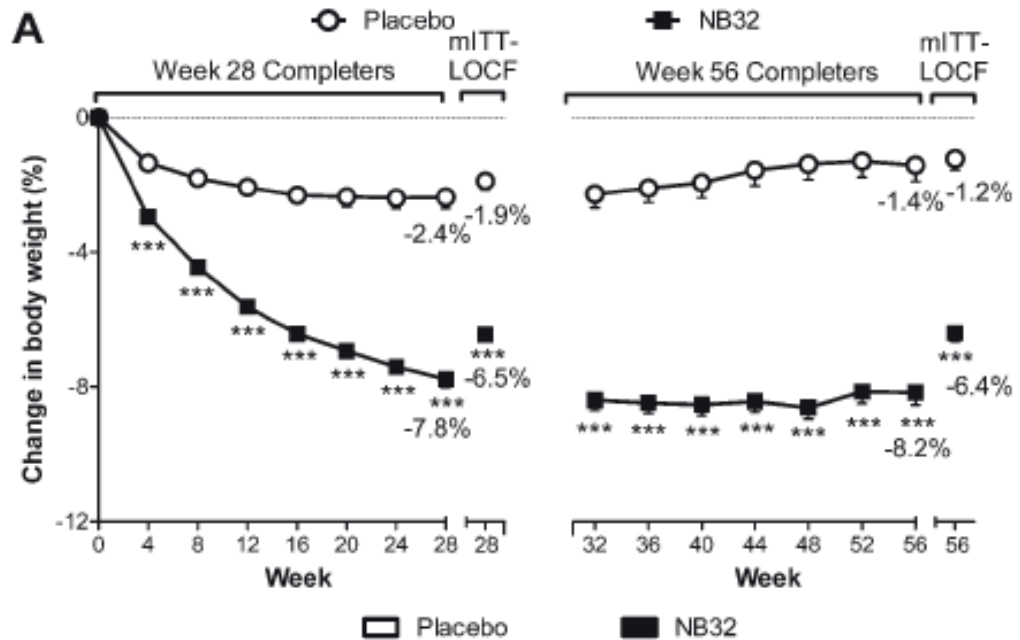 A
Placebo NB32
Week 28 Completers mITT-LOCF Week 56 Completers mITT-LOCF
Change in body weight (%)
0
-4
-8
-12
-2.4% -1.9% -1.4% -1.2%
***
***
***
***
***
***
*** -7.8%
*** -6.5%
*** *** *** *** *** *** *** -8.2%
*** -6.4%
0 4 8 12 16 20 24 28 28 32 36 40 44 48 52 56 56
Week Week
Placebo NB32